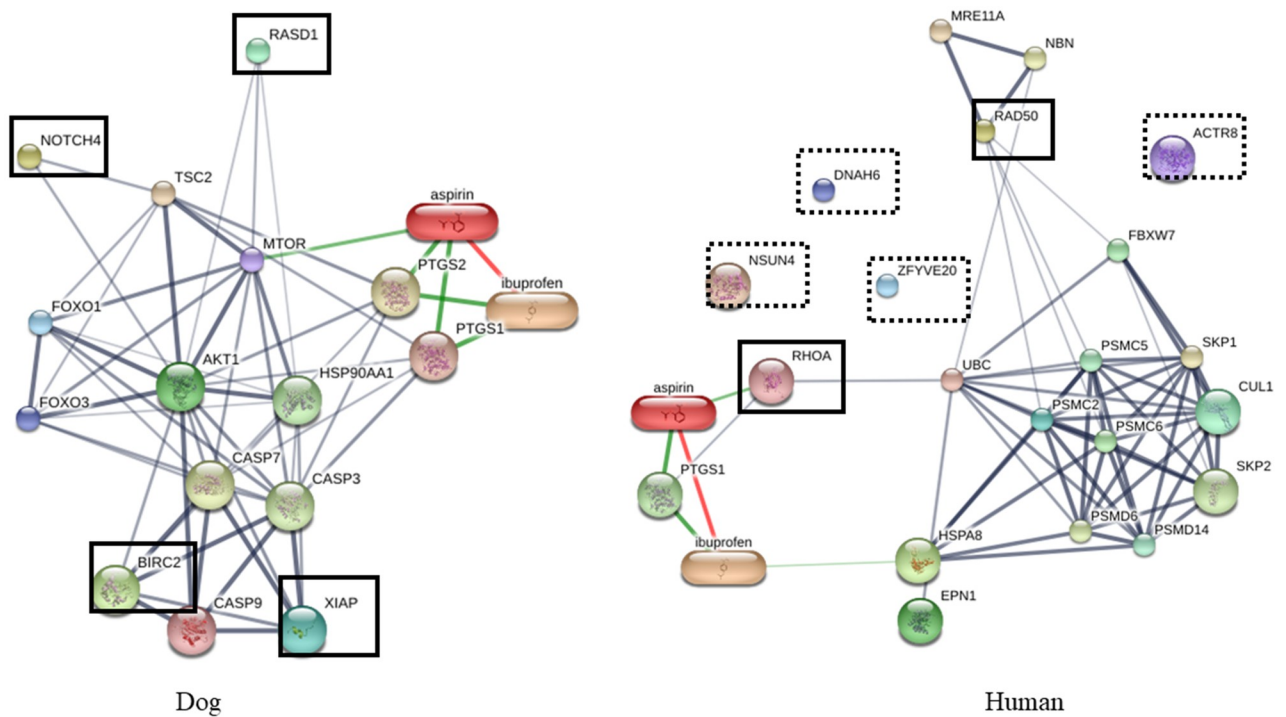 RASD1
NOTCH4
TSC2
aspirin
MTOR
PTGS2
ibuprofen
FOXO1
PTGS1
AKT1
HSP90AA1
FOXO3
CASP7
CASP3
BIRC2
CASP9
XIAP
Dog
MRE11A
NBN
RAD50
ACTR8
DNAH6
FBXW7
NSUN4
ZFYVE20
RHOA
UBC
PSMC5
SKP1
aspirin
CUL1
PSMC2
PSMC6
PTGS1
SKP2
PSMD6
PSMD14
ibuprofen
HSPA8
EPN1
Human